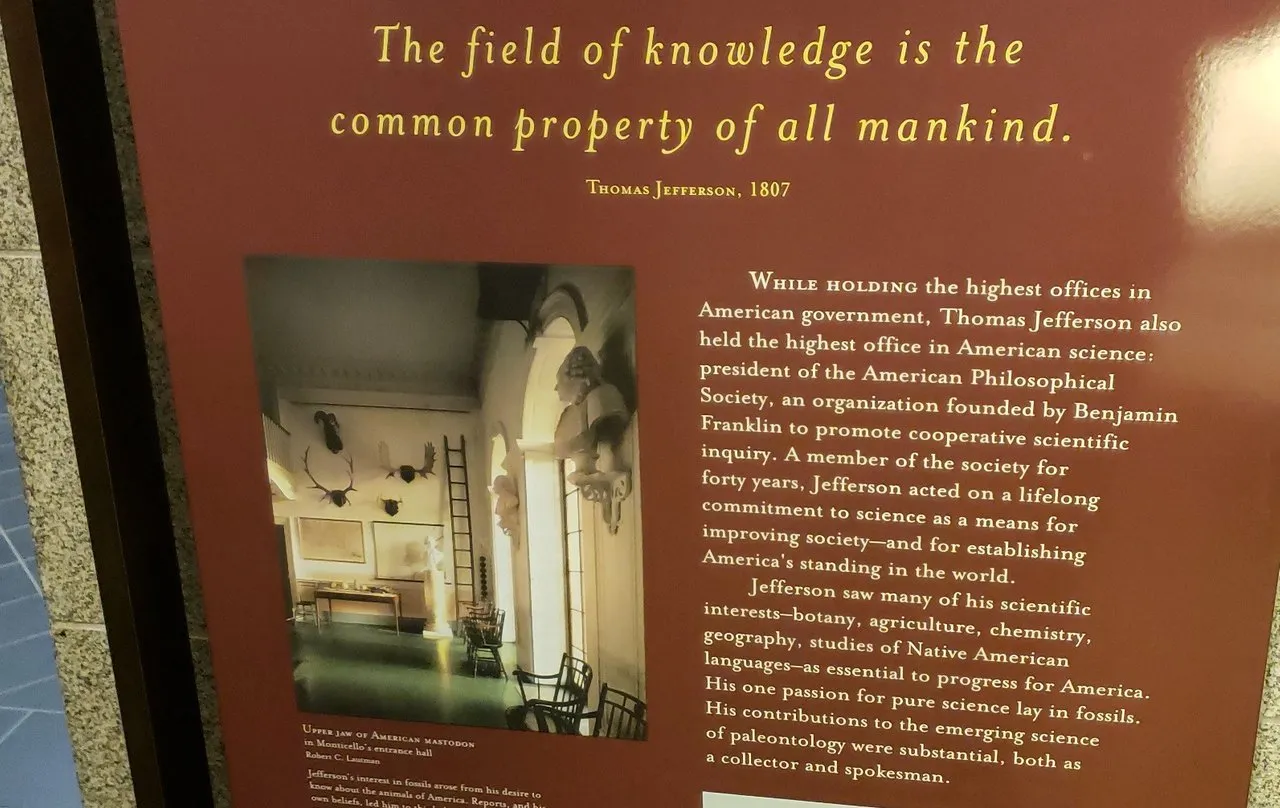 The field of knowledge is the
common property of all mankind.
Thomas Jefferson, 1807
While holding the highest offices in
American government, Thomas Jefferson also
held the highest office in American science:
president of the American Philosophical
Society, an organization founded by Benjamin
Franklin to promote cooperative scientific
inquiry. A member of the society for
forty years, Jefferson acted on a lifelong
commitment to science as a means for
improving society—and for establishing
America's standing in the world.
Jefferson saw many of his scientific
interests—botany, agriculture, chemistry,
geography, studies of Native American
languages—as essential to progress for America.
His one passion for pure science lay in fossils.
His contributions to the emerging science
of paleontology were substantial, both as
a collector and spokesman.
Upper jaw of American mastodon
in Monticello's entrance hall
Robert C. Lautman
Jefferson's interest in fossils arose from his desire to
know about the animals of America. Reports, and his
own beliefs, led him to